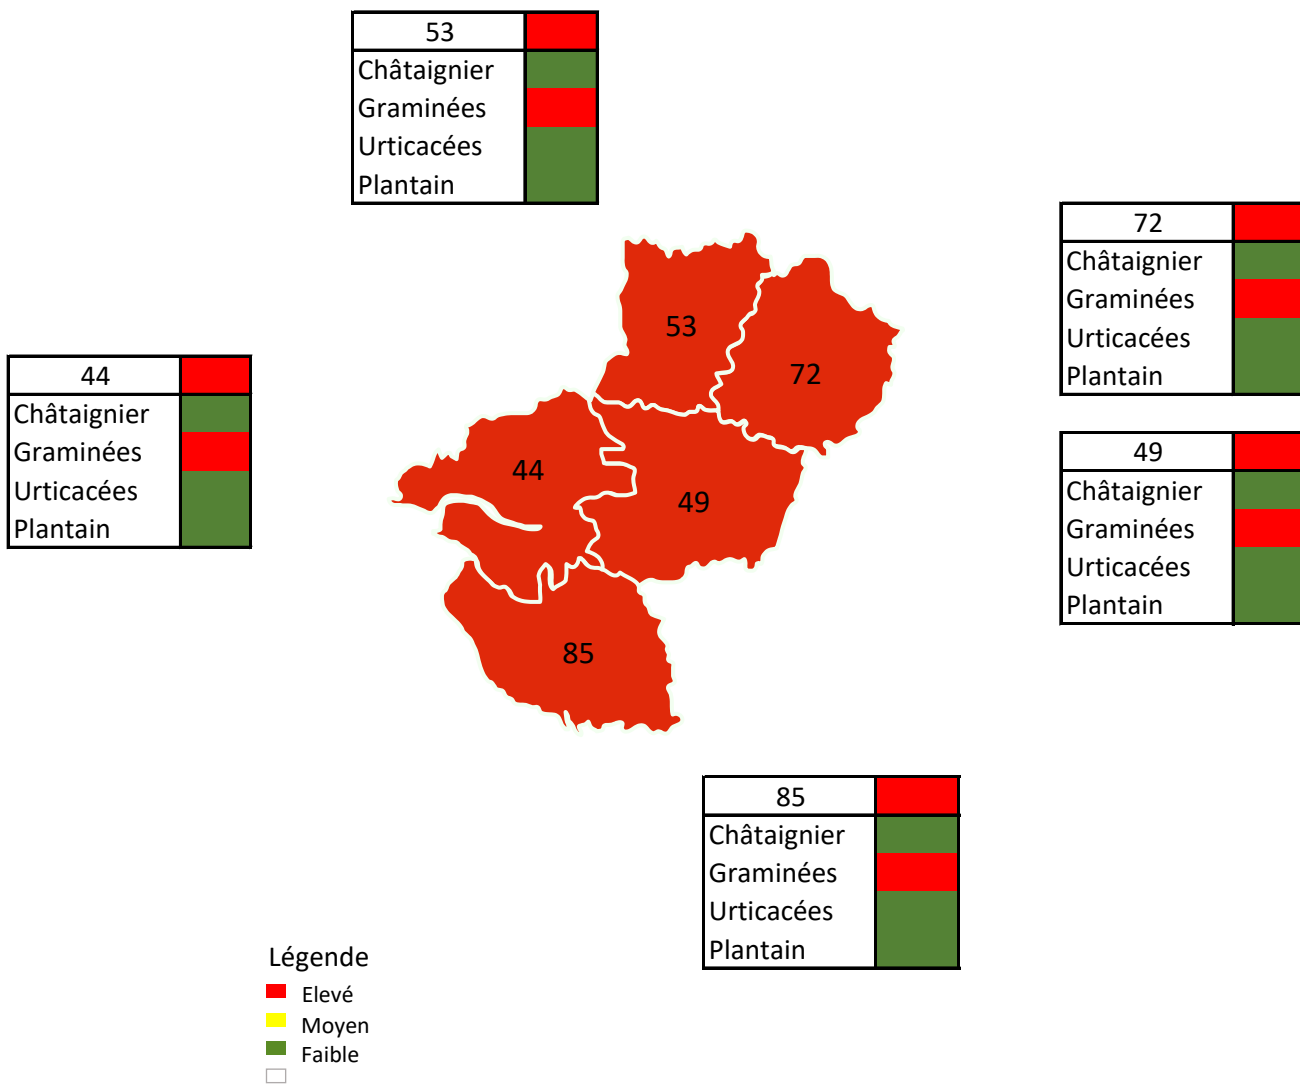 53
Châtaignier
Graminées
Urticacées
Plantain
72
Châtaignier
Graminées
Urticacées
Plantain
53
72
44
Châtaignier
Graminées
Urticacées
Plantain
44
49
49
Châtaignier
Graminées
Urticacées
Plantain
85
85
Châtaignier
Graminées
Urticacées
Plantain
Légende
Elevé
Moyen
Faible